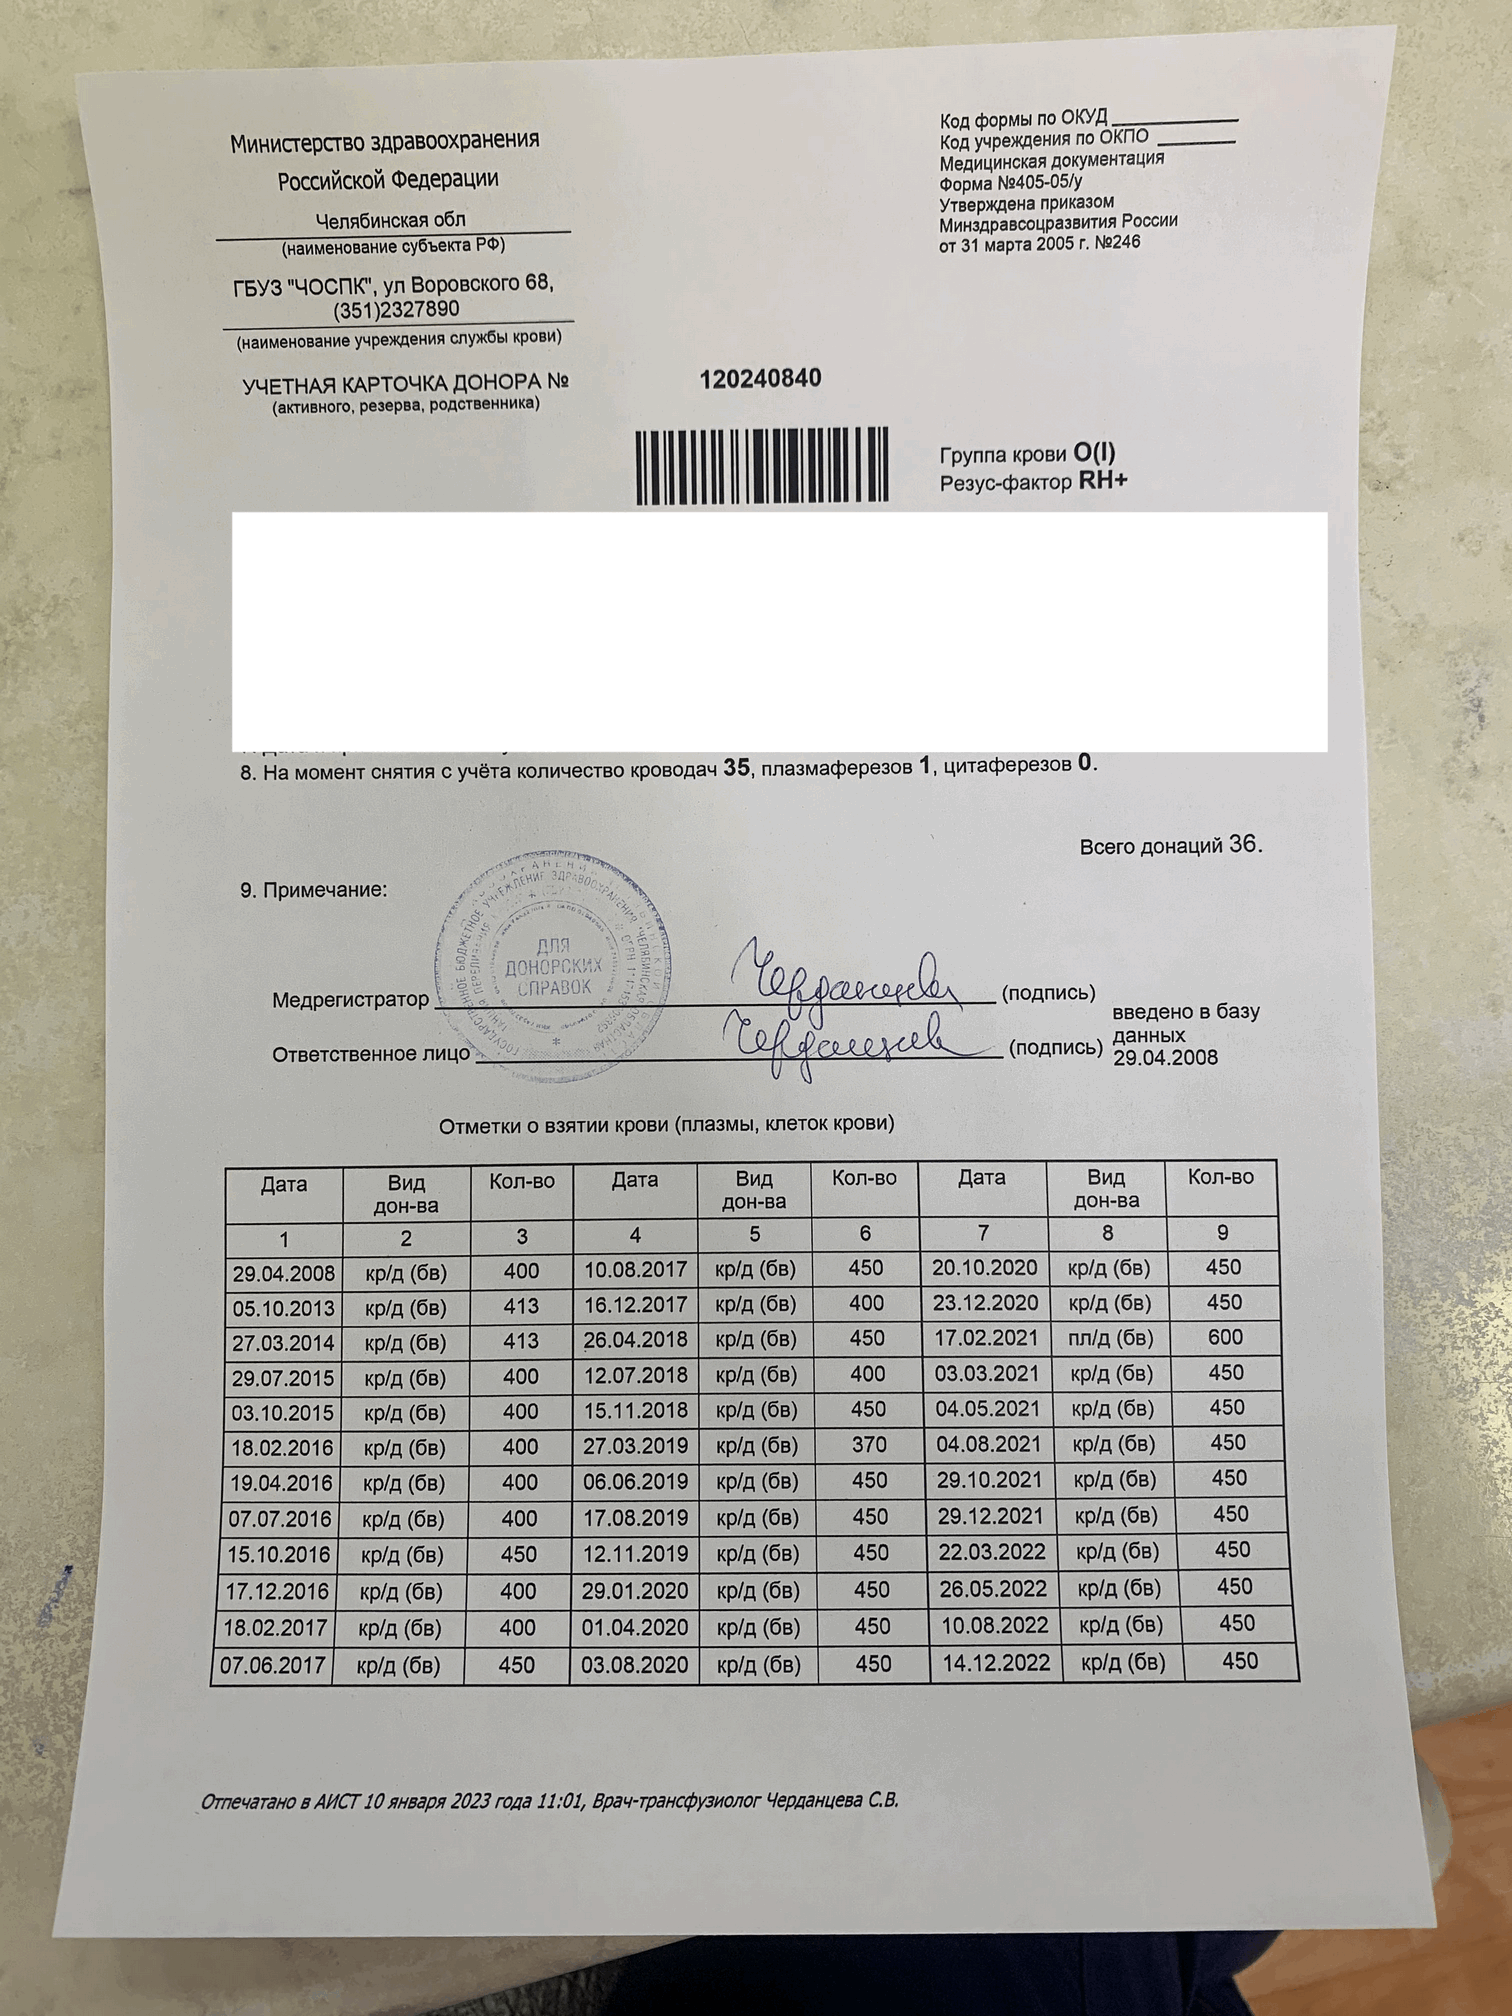 Министерство здравоохранения
Российской Федерации
Челябинская обл
(наименование субъекта РФ)
ГБУЗ "ЧОСПК", ул Воровского 68,
(351)2327890
(наименование учреждения службы крови)
Код формы по ОКУД
Код учреждения по ОКПО
Медицинская документация
Форма №405-05/у
Утверждена приказом
Минздравсоцразвития России
от 31 марта 2005 г. №246
УЧЕТНАЯ КАРТОЧКА ДОНОРА № 120240840
(активного, резерва, родственника)
Группа крови O(I)
Резус-фактор RH+
8. На момент снятия с учёта количество кроводач 35, плазмаферезов 1, цитаферезов 0.
Всего донаций 36.
9. Примечание:
ДЛЯ
ДОНОРСКИХ
СПРАВОК
Медрегистратор Черданцева (подпись)
Ответственное лицо Черданцева (подпись)
введено в базу
данных
29.04.2008
Отметки о взятии крови (плазмы, клеток крови)
Дата Вид дон-ва Кол-во Дата Вид дон-ва Кол-во Дата Вид дон-ва Кол-во
1 2 3 4 5 6 7 8 9
29.04.2008 кр/д (бв) 400 10.08.2017 кр/д (бв) 450 20.10.2020 кр/д (бв) 450
05.10.2013 кр/д (бв) 413 16.12.2017 кр/д (бв) 400 23.12.2020 кр/д (бв) 450
27.03.2014 кр/д (бв) 413 26.04.2018 кр/д (бв) 450 17.02.2021 пл/д (бв) 600
29.07.2015 кр/д (бв) 400 12.07.2018 кр/д (бв) 400 03.03.2021 кр/д (бв) 450
03.10.2015 кр/д (бв) 400 15.11.2018 кр/д (бв) 450 04.05.2021 кр/д (бв) 450
18.02.2016 кр/д (бв) 400 27.03.2019 кр/д (бв) 370 04.08.2021 кр/д (бв) 450
19.04.2016 кр/д (бв) 400 06.06.2019 кр/д (бв) 450 29.10.2021 кр/д (бв) 450
07.07.2016 кр/д (бв) 400 17.08.2019 кр/д (бв) 450 29.12.2021 кр/д (бв) 450
15.10.2016 кр/д (бв) 450 12.11.2019 кр/д (бв) 450 22.03.2022 кр/д (бв) 450
17.12.2016 кр/д (бв) 400 29.01.2020 кр/д (бв) 450 26.05.2022 кр/д (бв) 450
18.02.2017 кр/д (бв) 400 01.04.2020 кр/д (бв) 450 10.08.2022 кр/д (бв) 450
07.06.2017 кр/д (бв) 450 03.08.2020 кр/д (бв) 450 14.12.2022 кр/д (бв) 450
Отпечатано в АИСТ 10 января 2023 года 11:01, Врач-трансфузиолог Черданцева С.В.